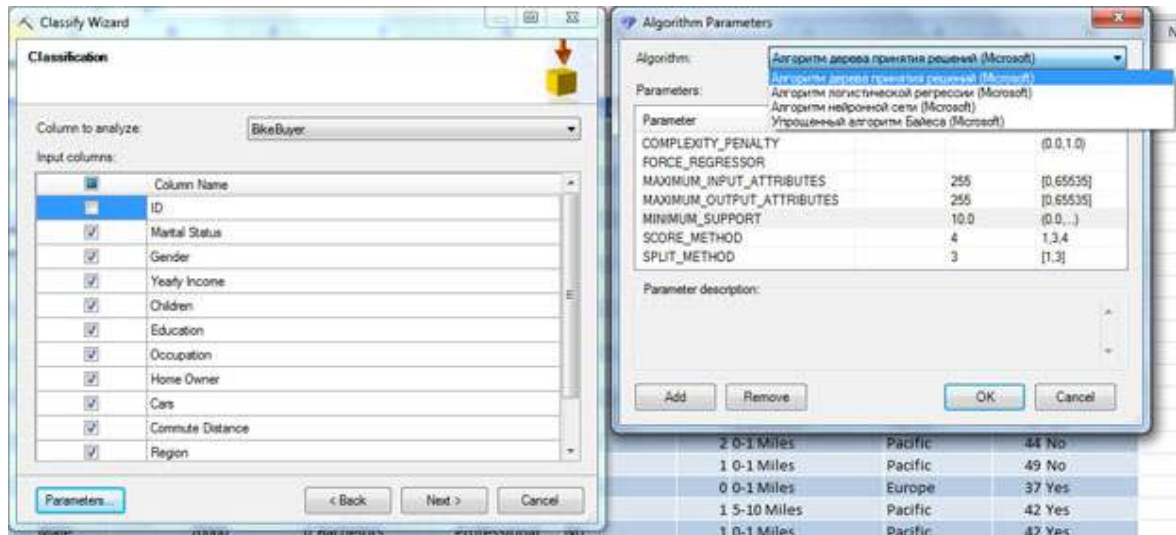 Classify Wizard
Classification
Column to analyze:
BikeBuyer
Input columns:
Column Name
ID
Marital Status
Gender
Yearly Income
Children
Education
Occupation
Home Owner
Cars
Commute Distance
Region
Parameters...
< Back
Next >
Cancel
Algorithm Parameters
Algorithm:
Алгоритм дерева принятия решений (Microsoft)
Алгоритм дерева принятия решений (Microsoft)
Алгоритм логистической регрессии (Microsoft)
Алгоритм нейронной сети (Microsoft)
Упрощенный алгоритм Байеса (Microsoft)
Parameters:
Parameter
COMPLEXITY_PENALTY (0.0,1.0)
FORCE_REGRESSOR
MAXIMUM_INPUT_ATTRIBUTES 255 [0,65535]
MAXIMUM_OUTPUT_ATTRIBUTES 255 [0,65535]
MINIMUM_SUPPORT 10.0 (0.0,...)
SCORE_METHOD 4 1,3,4
SPLIT_METHOD 3 [1,3]
Parameter description:
Add
Remove
OK
Cancel
2 0-1 Miles Pacific 44 No
1 0-1 Miles Pacific 49 No
0 0-1 Miles Europe 37 Yes
1 5-10 Miles Pacific 42 Yes
1 0-1 Miles Pacific 42 Yes